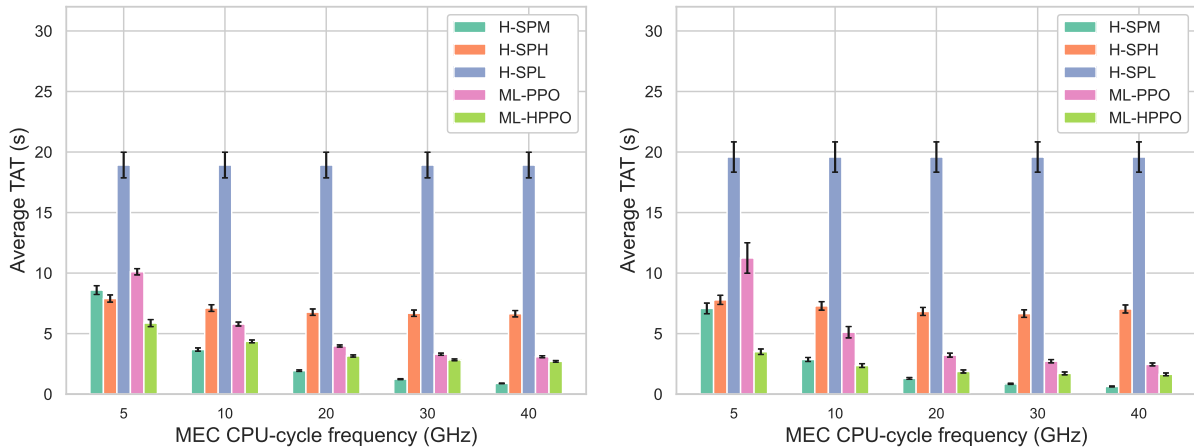 30
25
20
15
10
5
0
Average TAT (s)
H-SPM
H-SPH
H-SPL
ML-PPO
ML-HPPO
5 10 20 30 40
MEC CPU-cycle frequency (GHz)
30
25
20
15
10
5
0
Average TAT (s)
H-SPM
H-SPH
H-SPL
ML-PPO
ML-HPPO
5 10 20 30 40
MEC CPU-cycle frequency (GHz)